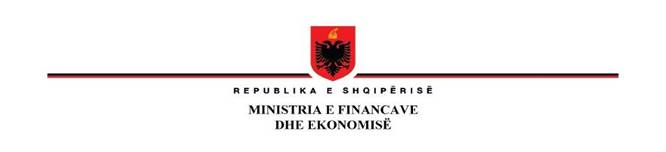 REPUBLIKA E SHQIPËRISË
MINISTRIA E FINANCAVE
DHE EKONOMISË